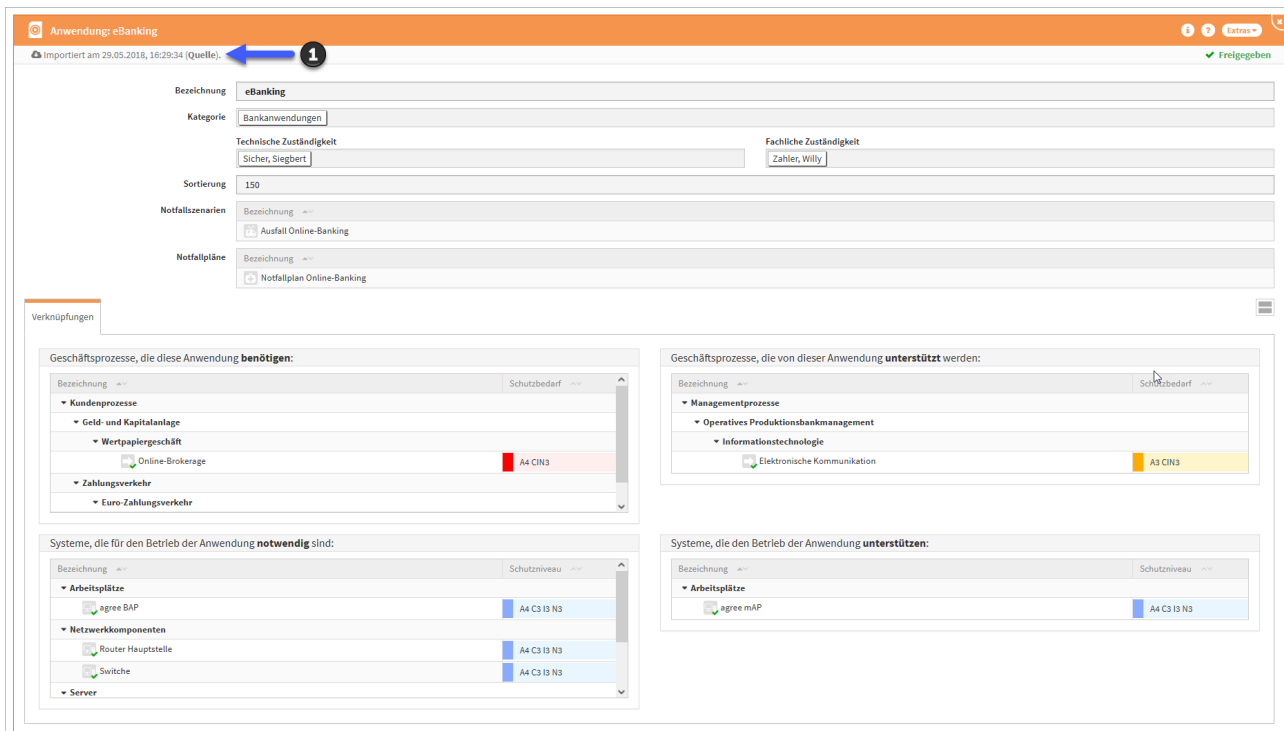 Anwendung: eBanking
Extras
Importiert am 29.05.2018, 16:29:34 (Quelle).
1
Freigegeben
Bezeichnung
eBanking
Kategorie
Bankanwendungen
Technische Zuständigkeit
Fachliche Zuständigkeit
Sicher, Siegbert
Zahler, Willy
Sortierung
150
Notfallszenarien
Bezeichnung
Ausfall Online-Banking
Notfallpläne
Bezeichnung
Notfallplan Online-Banking
Verknüpfungen
Geschäftsprozesse, die diese Anwendung benötigen:
Bezeichnung Schutzbedarf
Kundenprozesse
Geld- und Kapitalanlage
Wertpapiergeschäft
Online-Brokerage A4 CIN3
Zahlungsverkehr
Euro-Zahlungsverkehr
Geschäftsprozesse, die von dieser Anwendung unterstützt werden:
Bezeichnung Schutzbedarf
Managementprozesse
Operatives Produktionsbankmanagement
Informationstechnologie
Elektronische Kommunikation A3 CIN3
Systeme, die für den Betrieb der Anwendung notwendig sind:
Bezeichnung Schutzniveau
Arbeitsplätze
agree BAP A4 C3 I3 N3
Netzwerkkomponenten
Router Hauptstelle A4 C3 I3 N3
Switche A4 C3 I3 N3
Server
Systeme, die den Betrieb der Anwendung unterstützen:
Bezeichnung Schutzniveau
Arbeitsplätze
agree mAP A4 C3 I3 N3